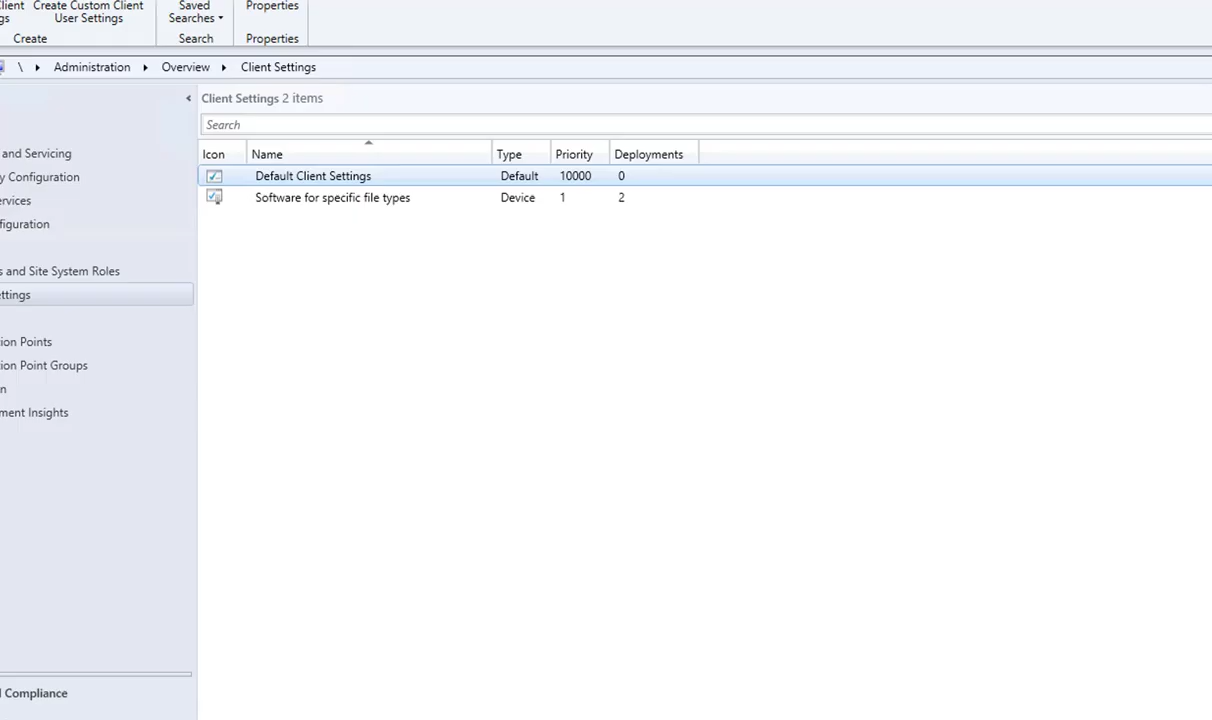 lient Create Custom Client Saved Properties
gs User Settings Searches
Create Search Properties
\ Administration Overview Client Settings
Client Settings 2 items
Search
Icon Name Type Priority Deployments
Default Client Settings Default 10000 0
Software for specific file types Device 1 2
and Servicing
y Configuration
ervices
figuration
s and Site System Roles
ettings
ion Points
ion Point Groups
n
ment Insights
l Compliance